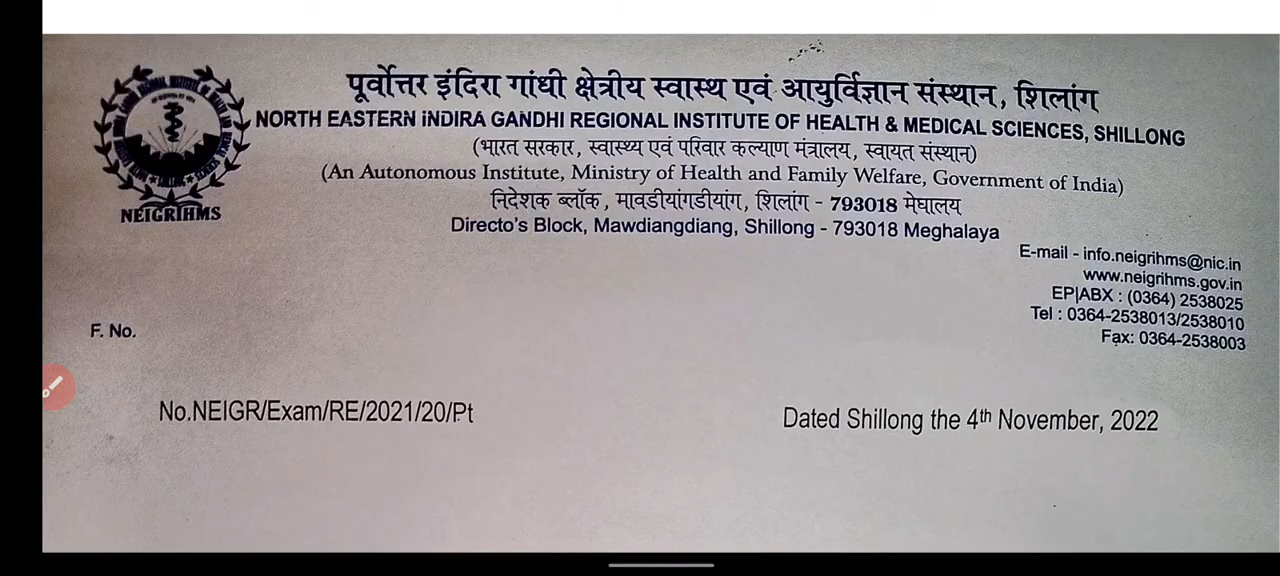 पूर्वोत्तर इंदिरा गांधी क्षेत्रीय स्वास्थ एवं आयुर्विज्ञान संस्थान, शिलांग
NORTH EASTERN INDIRA GANDHI REGIONAL INSTITUTE OF HEALTH & MEDICAL SCIENCES, SHILLONG
(भारत सरकार, स्वास्थ्य एवं परिवार कल्याण मंत्रालय, स्वायत संस्थान)
(An Autonomous Institute, Ministry of Health and Family Welfare, Government of India)
निदेशक ब्लॉक, मावडीयांगडीयांग, शिलांग - 793018 मेघालय
NEIGRIHMS
Directo's Block, Mawdiangdiang, Shillong - 793018 Meghalaya
E-mail - info.neigrihms@nic.in
www.neigrihms.gov.in
EP|ABX : (0364) 2538025
Tel : 0364-2538013/2538010
F. No.
Fax: 0364-2538003
No.NEIGR/Exam/RE/2021/20/Pt
Dated Shillong the 4th November, 2022